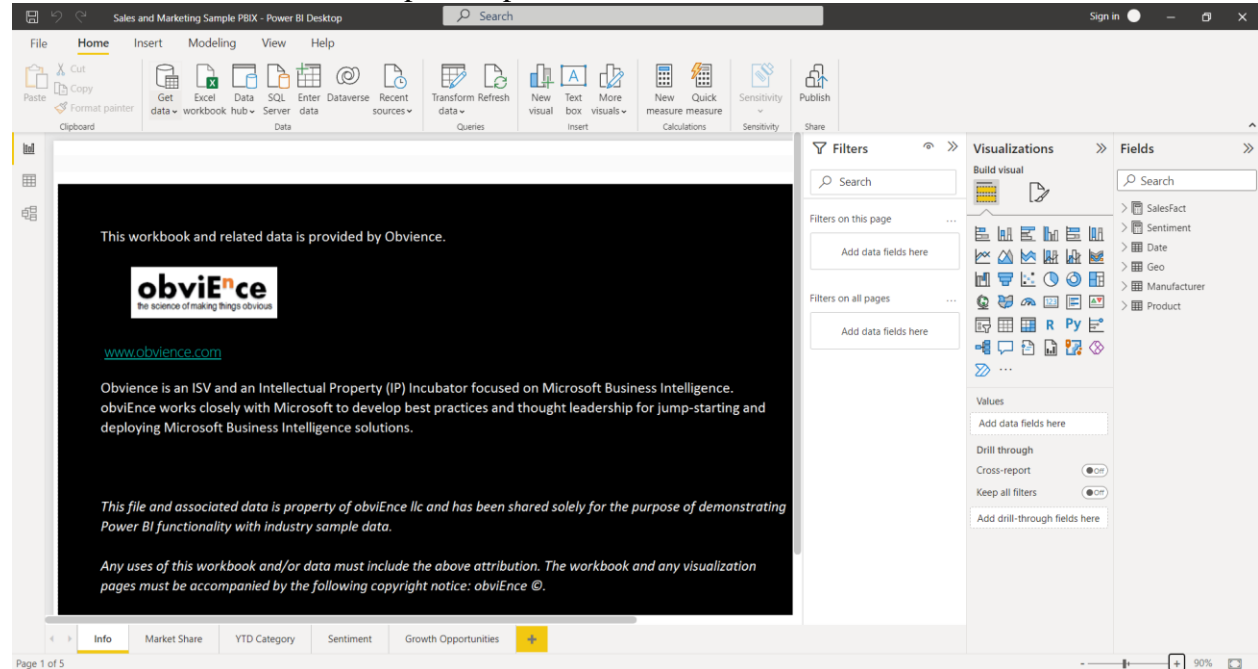 Sales and Marketing Sample PBIX - Power BI Desktop
Search
Sign in
File Home Insert Modeling View Help
Paste
Cut
Copy
Format painter
Clipboard
Get data
Excel workbook
Data hub
SQL Server
Enter data
Dataverse
Recent sources
Data
Transform data
Refresh
Queries
New visual
Text box
More visuals
Insert
New measure
Quick measure
Calculations
Sensitivity
Sensitivity
Publish
Share
This workbook and related data is provided by Obvience.
obviEnce
the science of making things obvious
www.obvience.com
Obvience is an ISV and an Intellectual Property (IP) Incubator focused on Microsoft Business Intelligence.
obviEnce works closely with Microsoft to develop best practices and thought leadership for jump-starting and
deploying Microsoft Business Intelligence solutions.
This file and associated data is property of obviEnce llc and has been shared solely for the purpose of demonstrating
Power BI functionality with industry sample data.
Any uses of this workbook and/or data must include the above attribution. The workbook and any visualization
pages must be accompanied by the following copyright notice: obviEnce ©.
Filters
Search
Filters on this page
Add data fields here
Filters on all pages
Add data fields here
Visualizations
Build visual
R Py
Values
Add data fields here
Drill through
Cross-report Off
Keep all filters Off
Add drill-through fields here
Fields
Search
SalesFact
Sentiment
Date
Geo
Manufacturer
Product
Info Market Share YTD Category Sentiment Growth Opportunities
Page 1 of 5
90%